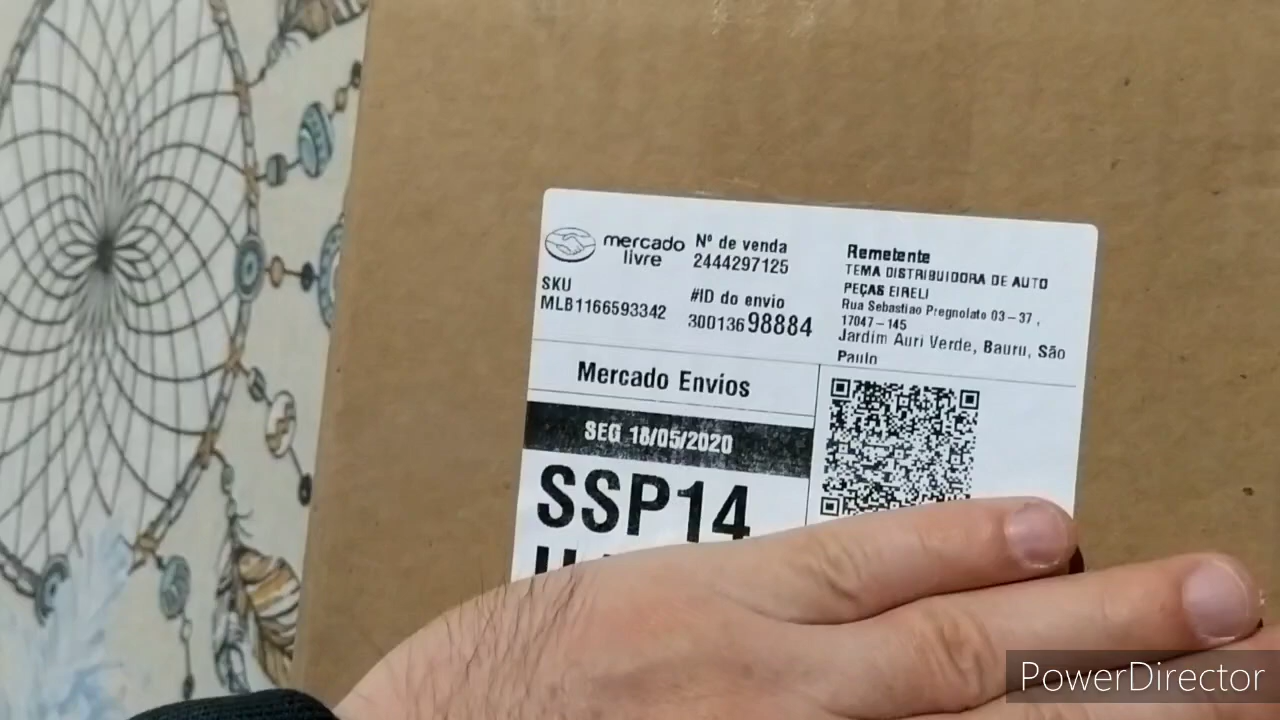 mercado
livre
Nº de venda
2444297125
SKU
MLB1166593342
#ID do envio
30013698884
Remetente
TEMA DISTRIBUIDORA DE AUTO
PEÇAS EIRELI
Rua Sebastiao Pregnolato 03-37 ,
17047-145
Jardim Auri Verde, Bauru, São
Paulo
Mercado Envios
SEG 18/05/2020
SSP14
PowerDirector